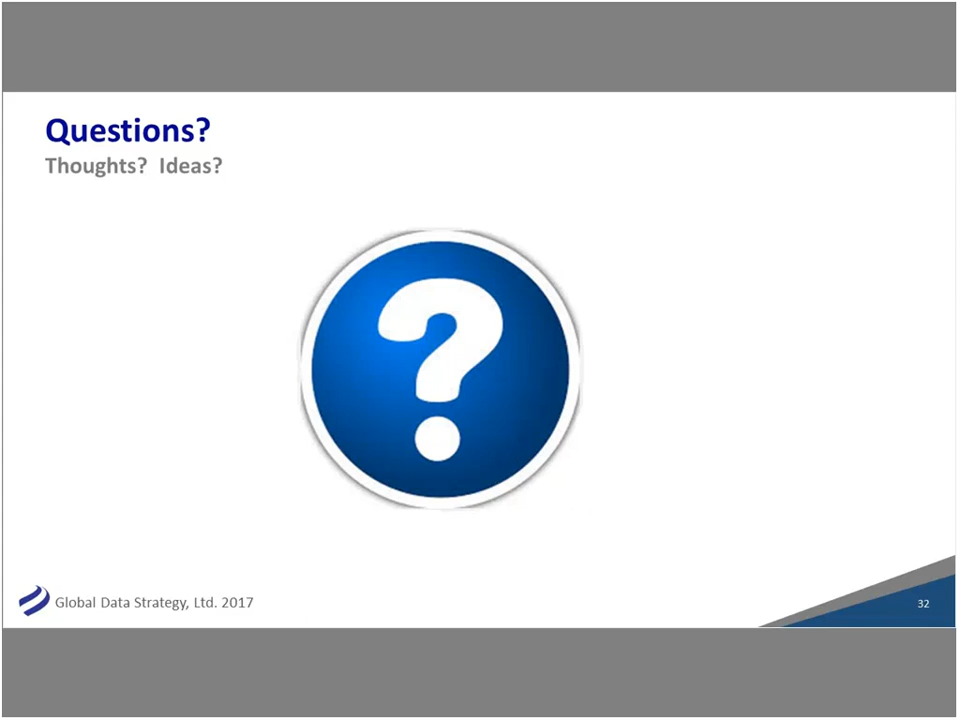 Questions?
Thoughts? Ideas?
?
Global Data Strategy, Ltd. 2017
32